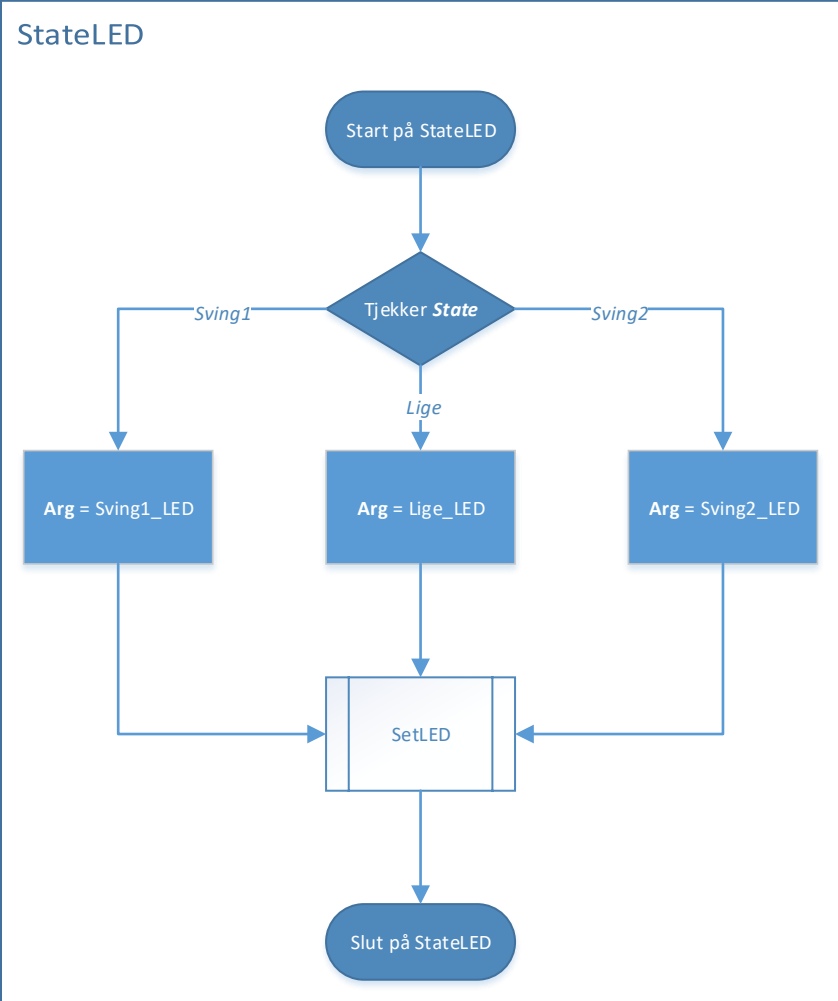 StateLED
Start på StateLED
Tjekker State
Sving1
Sving2
Lige
Arg = Sving1_LED
Arg = Lige_LED
Arg = Sving2_LED
SetLED
Slut på StateLED